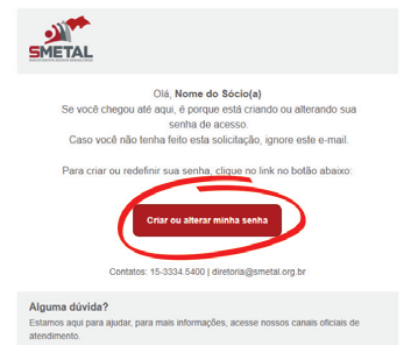 SMETAL
Olá, Nome do Sócio(a)
Se você chegou até aqui, é porque está criando ou alterando sua
senha de acesso.
Caso você não tenha feito esta solicitação, ignore este e-mail.
Para criar ou redefinir sua senha, clique no link no botão abaixo:
Criar ou alterar minha senha
Contatos: 15-3334.5400 | diretoria@smetal.org.br
Alguma dúvida?
Estamos aqui para ajudar, para mais informações, acesse nossos canais oficiais de
atendimento.